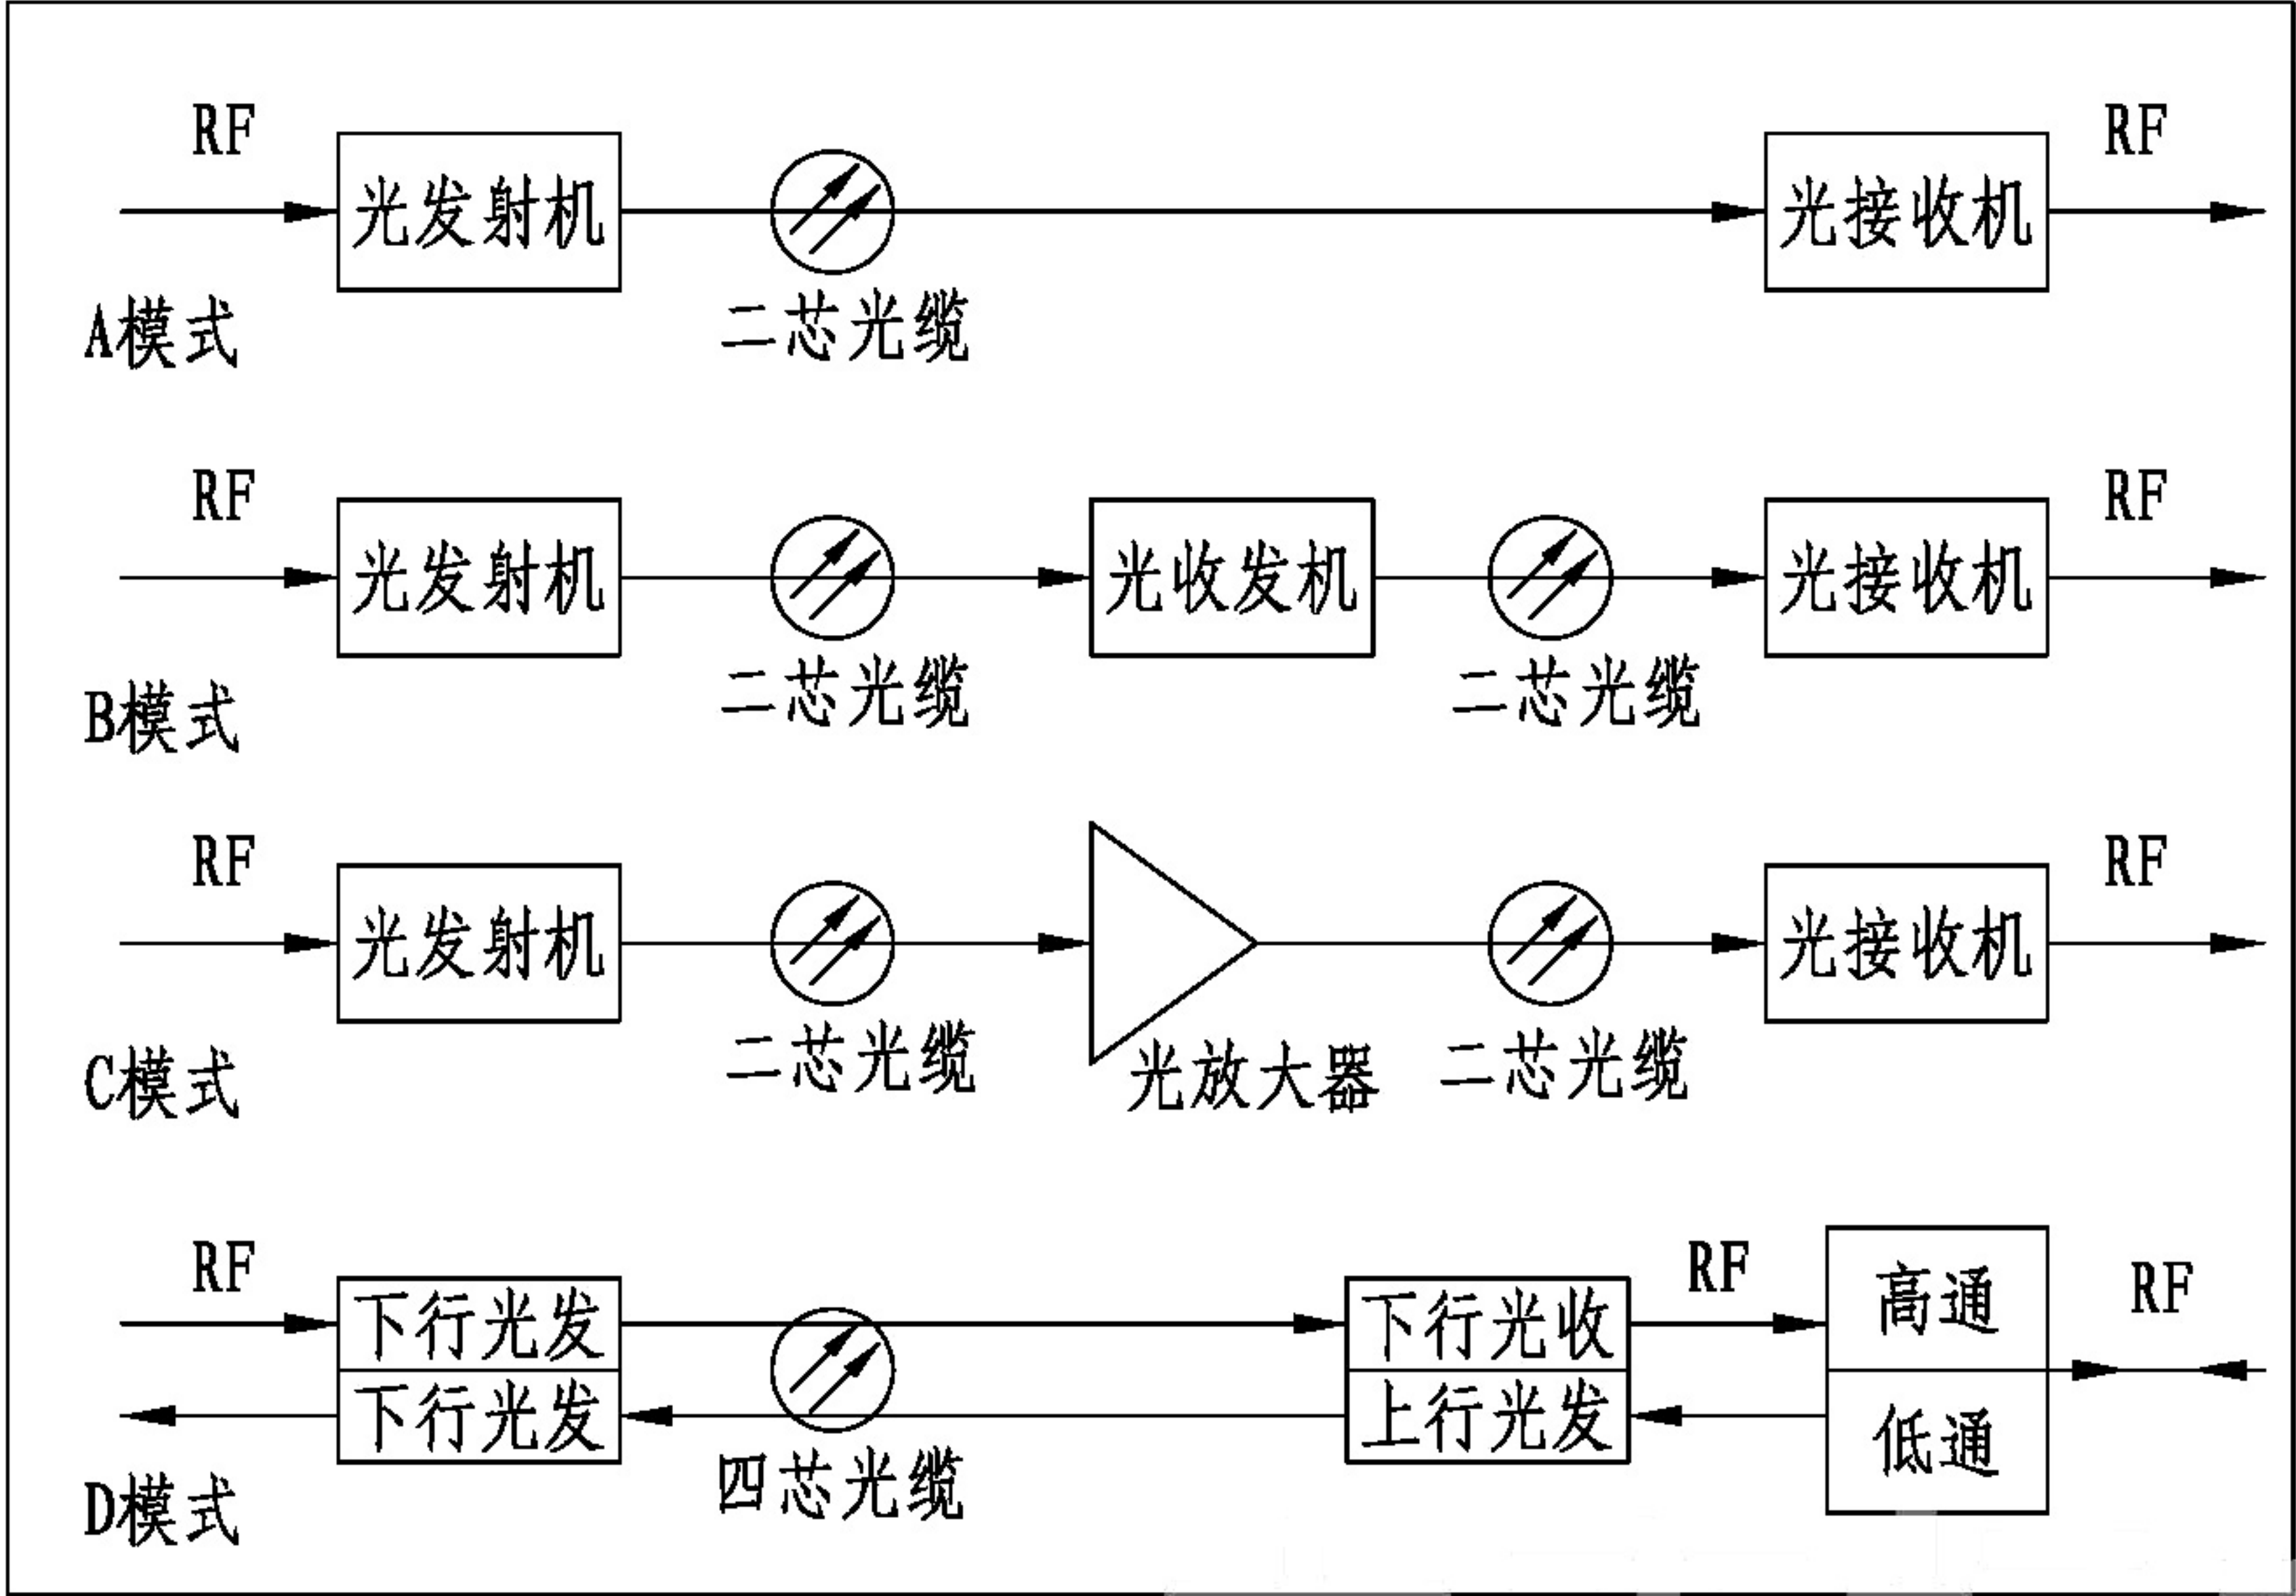 RF
光发射机
光接收机
RF
A模式
二芯光缆
RF
光发射机
光收发机
光接收机
RF
B模式
二芯光缆
二芯光缆
RF
光发射机
光接收机
RF
C模式
二芯光缆
光放大器
二芯光缆
RF
下行光发
下行光发
D模式
四芯光缆
下行光收
上行光发
RF
高通
低通
RF